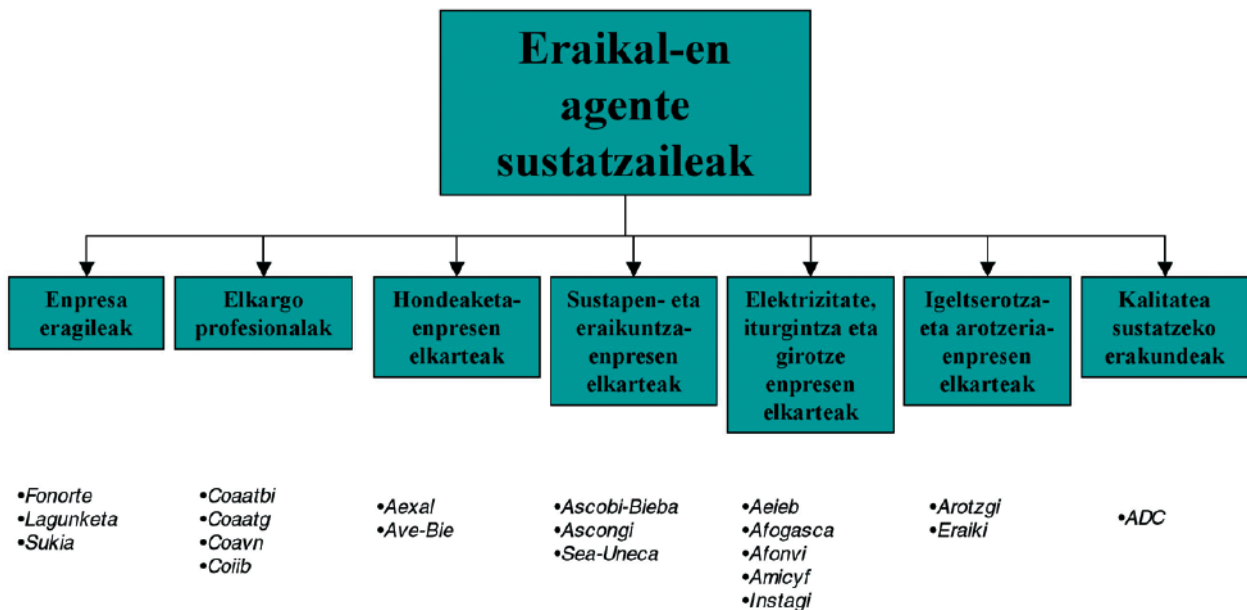 Eraikal-en
agente
sustatzaileak
Enpresa
eragileak
Elkargo
profesionalak
Hondeaketa-
enpresen
elkarteak
Sustapen- eta
eraikuntza-
enpresen
elkarteak
Elektrizitate,
iturgintza eta
girotze
enpresen
elkarteak
Igeltserotza-
eta arotzeria-
enpresen
elkarteak
Kalitatea
sustatzeko
erakundeak
•Fonorte
•Lagunketa
•Sukia
•Coaatbi
•Coaatg
•Coavn
•Coiib
•Aexal
•Ave-Bie
•Ascobi-Bieba
•Ascongi
•Sea-Uneca
•Aeieb
•Afogasca
•Afonvi
•Amicyf
•Instagi
•Arotzgi
•Eraiki
•ADC